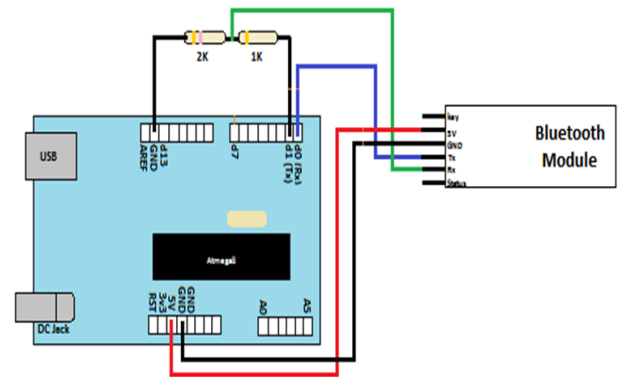 2K
1K
USB
AREF
GND
d13
d7
d1 (Tx)
d0 (Rx)
key
5V
GND
Tx
Rx
Status
Bluetooth
Module
Atmega8
DC Jack
RST
3v3
5V
GND
GND
A0
A5